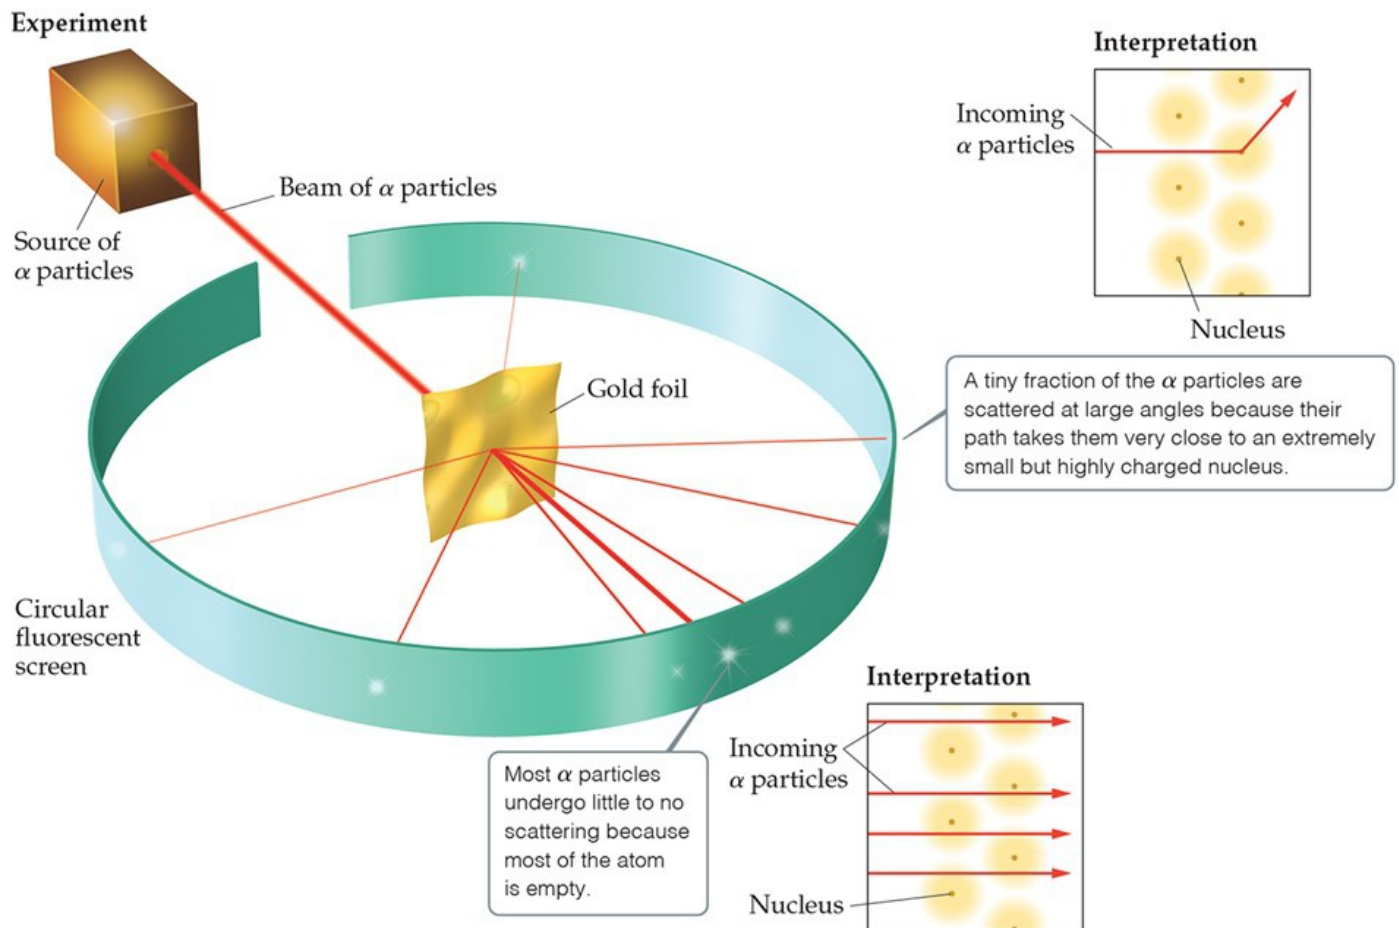 Experiment
Beam of α particles
Source of
α particles
Gold foil
Circular
fluorescent
screen
Interpretation
Incoming
α particles
Nucleus
A tiny fraction of the α particles are
scattered at large angles because their
path takes them very close to an extremely
small but highly charged nucleus.
Most α particles
undergo little to no
scattering because
most of the atom
is empty.
Interpretation
Incoming
α particles
Nucleus